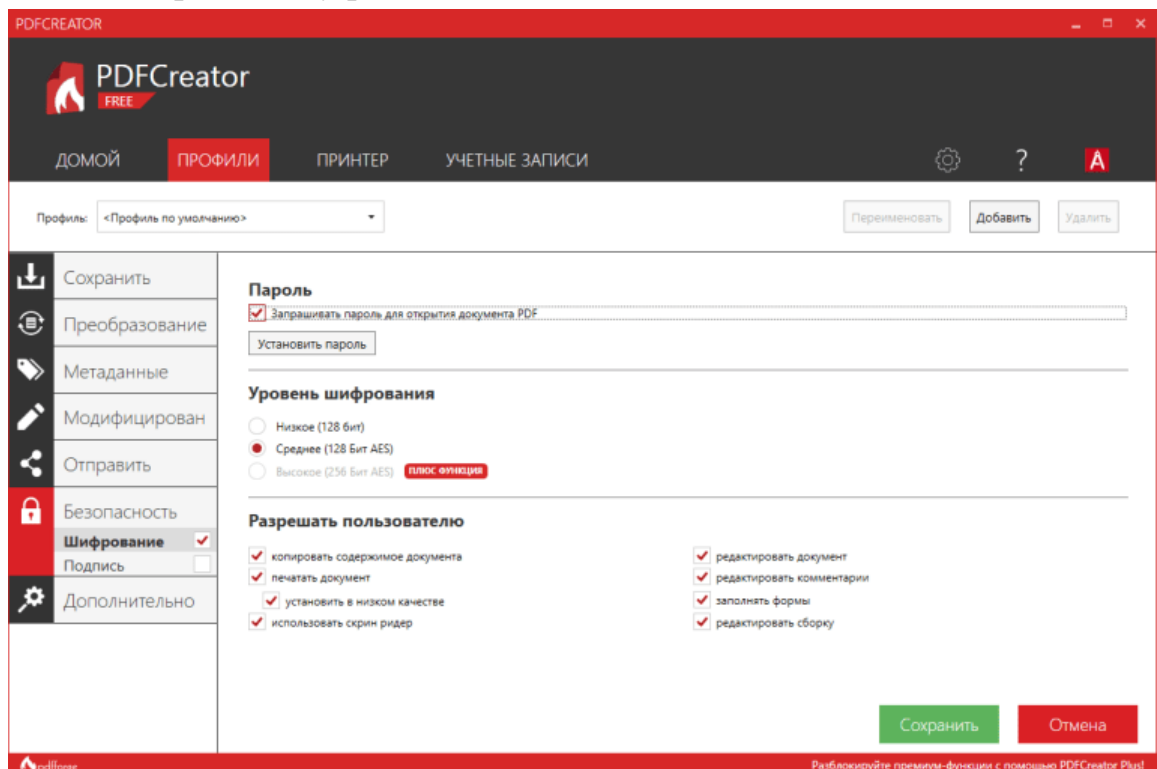 PDFCREATOR
PDFCreator
FREE
ДОМОЙ ПРОФИЛИ ПРИНТЕР УЧЕТНЫЕ ЗАПИСИ ?
Профиль: <Профиль по умолчанию> Переименовать Добавить Удалить
Сохранить
Преобразование
Метаданные
Модифицирован
Отправить
Безопасность
Шифрование
Подпись
Дополнительно
Пароль
Запрашивать пароль для открытия документа PDF
Установить пароль
Уровень шифрования
Низкое (128 бит)
Среднее (128 Бит AES)
Высокое (256 Бит AES) ПЛЮС ФУНКЦИЯ
Разрешать пользователю
копировать содержимое документа
печатать документ
установить в низком качестве
использовать скрин ридер
редактировать документ
редактировать комментарии
заполнять формы
редактировать сборку
Сохранить Отмена
pdfforge Разблокируйте премиум-функции с помощью PDFCreator Plus!